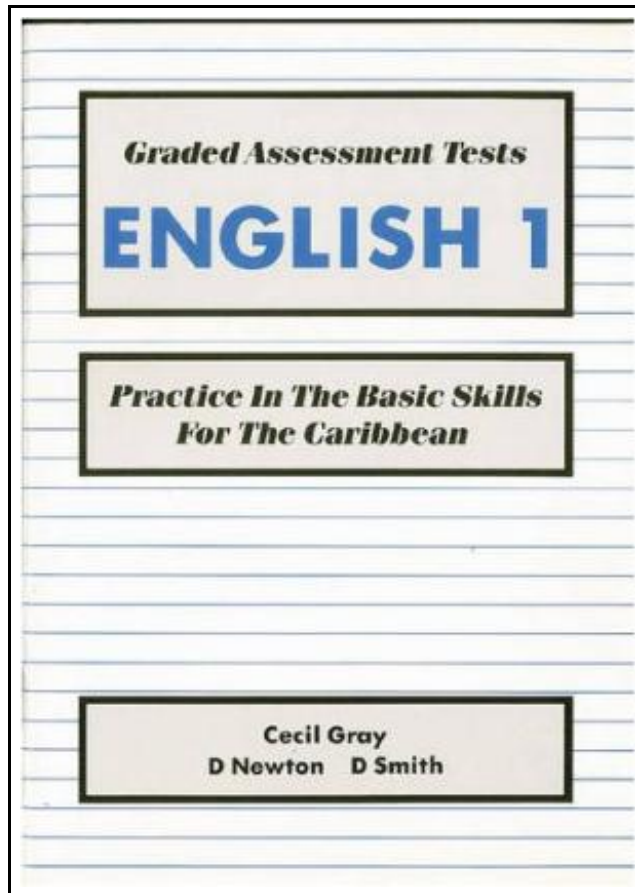 Graded Assessment Tests
ENGLISH 1
Practice In The Basic Skills
For The Caribbean
Cecil Gray
D Newton D Smith